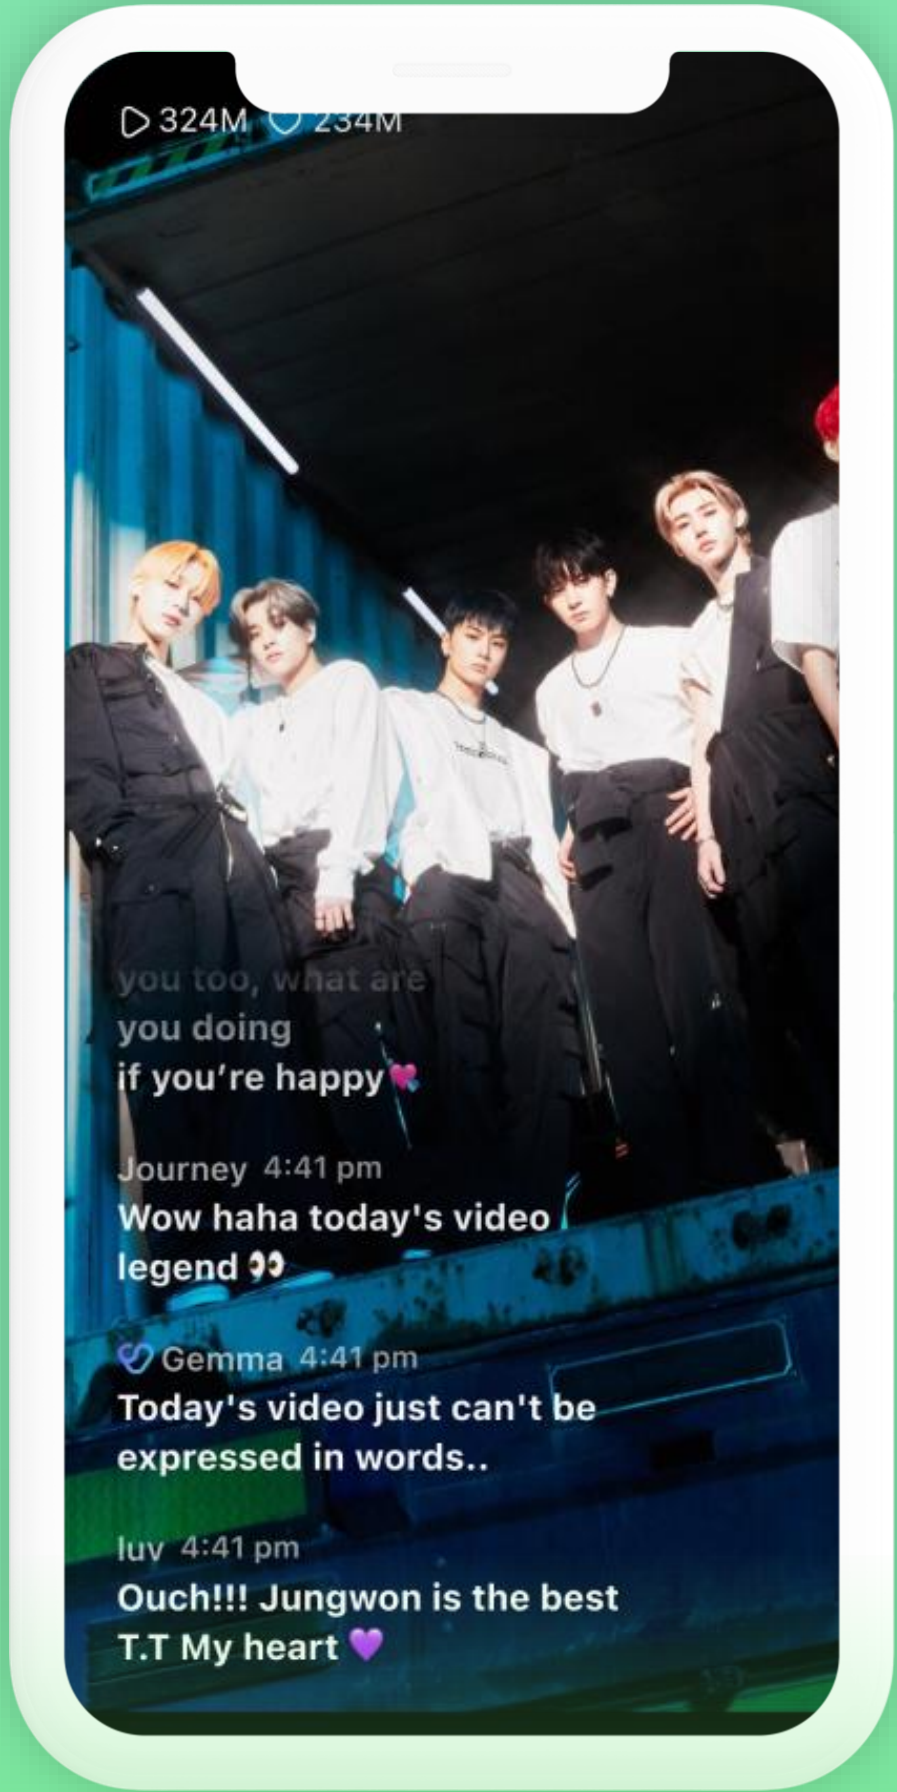 324M 234M
you too, what are
you doing
if you’re happy💘
Journey 4:41 pm
Wow haha today's video
legend 👀
Gemma 4:41 pm
Today's video just can't be
expressed in words..
luv 4:41 pm
Ouch!!! Jungwon is the best
T.T My heart 💜